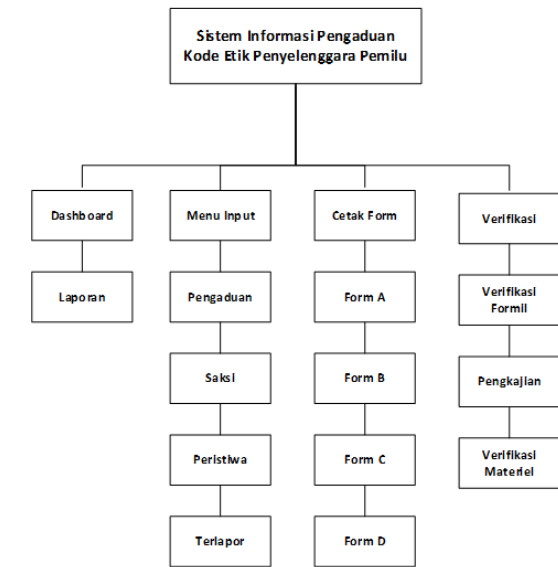 Sistem Informasi Pengaduan
Kode Etik Penyelenggara Pemilu
Dashboard
Menu Input
Cetak Form
Verifikasi
Laporan
Pengaduan
Form A
Verifikasi
Formil
Saksi
Form B
Pengkajian
Peristiwa
Form C
Verifikasi
Materiel
Terlapor
Form D